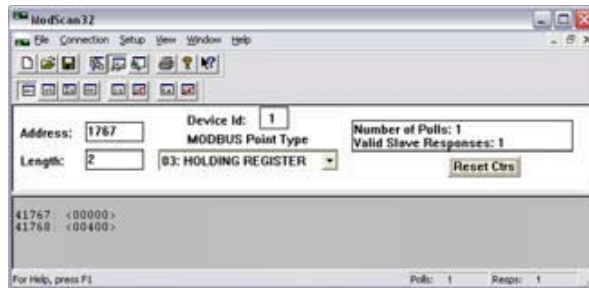 ModScan32
File Connection Setup View Window Help
Address: 1767
Device Id: 1
MODBUS Point Type
Length: 2
03: HOLDING REGISTER
Number of Polls: 1
Valid Slave Responses: 1
Reset Ctrs
41767: <00000>
41768: <00400>
For Help, press F1
Polls: 1
Resps: 1